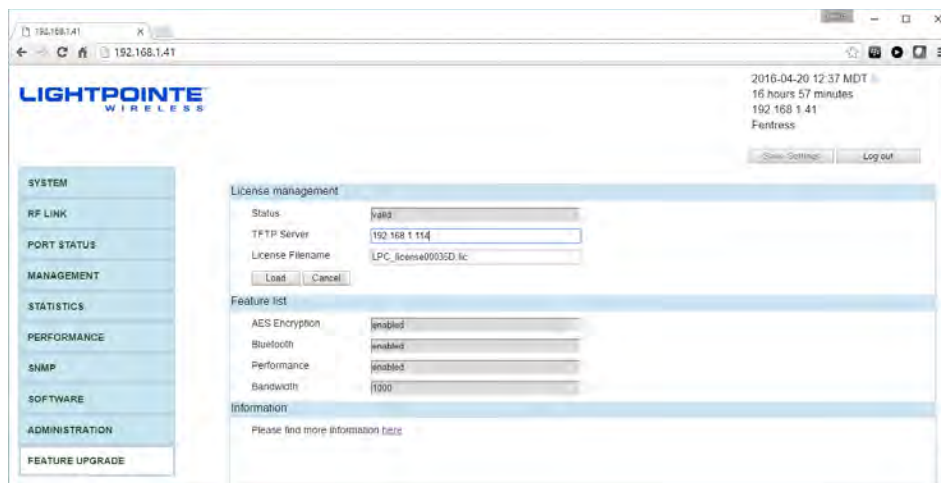 192.168.1.41
192.168.1.41
LIGHTPOINTE
WIRELESS
2016-04-20 12:37 MDT
16 hours 57 minutes
192.168.1.41
Fentress
Save Settings
Log out
SYSTEM
RF LINK
PORT STATUS
MANAGEMENT
STATISTICS
PERFORMANCE
SNMP
SOFTWARE
ADMINISTRATION
FEATURE UPGRADE
License management
Status valid
TFTP Server 192.168.1.114
License Filename LPC_license00036D.lic
Load Cancel
Feature list
AES Encryption enabled
Bluetooth enabled
Performance enabled
Bandwidth 1000
Information
Please find more information here